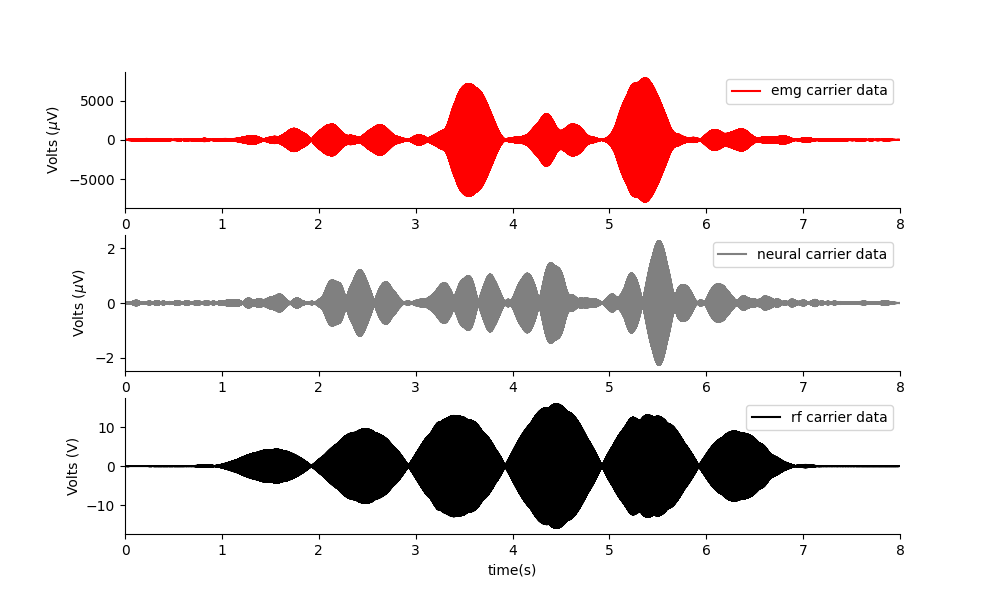 emg carrier data
Volts (μV)
5000
0
−5000
0 1 2 3 4 5 6 7 8
neural carrier data
Volts (μV)
2
0
−2
0 1 2 3 4 5 6 7 8
rf carrier data
Volts (V)
10
0
−10
0 1 2 3 4 5 6 7 8
time(s)